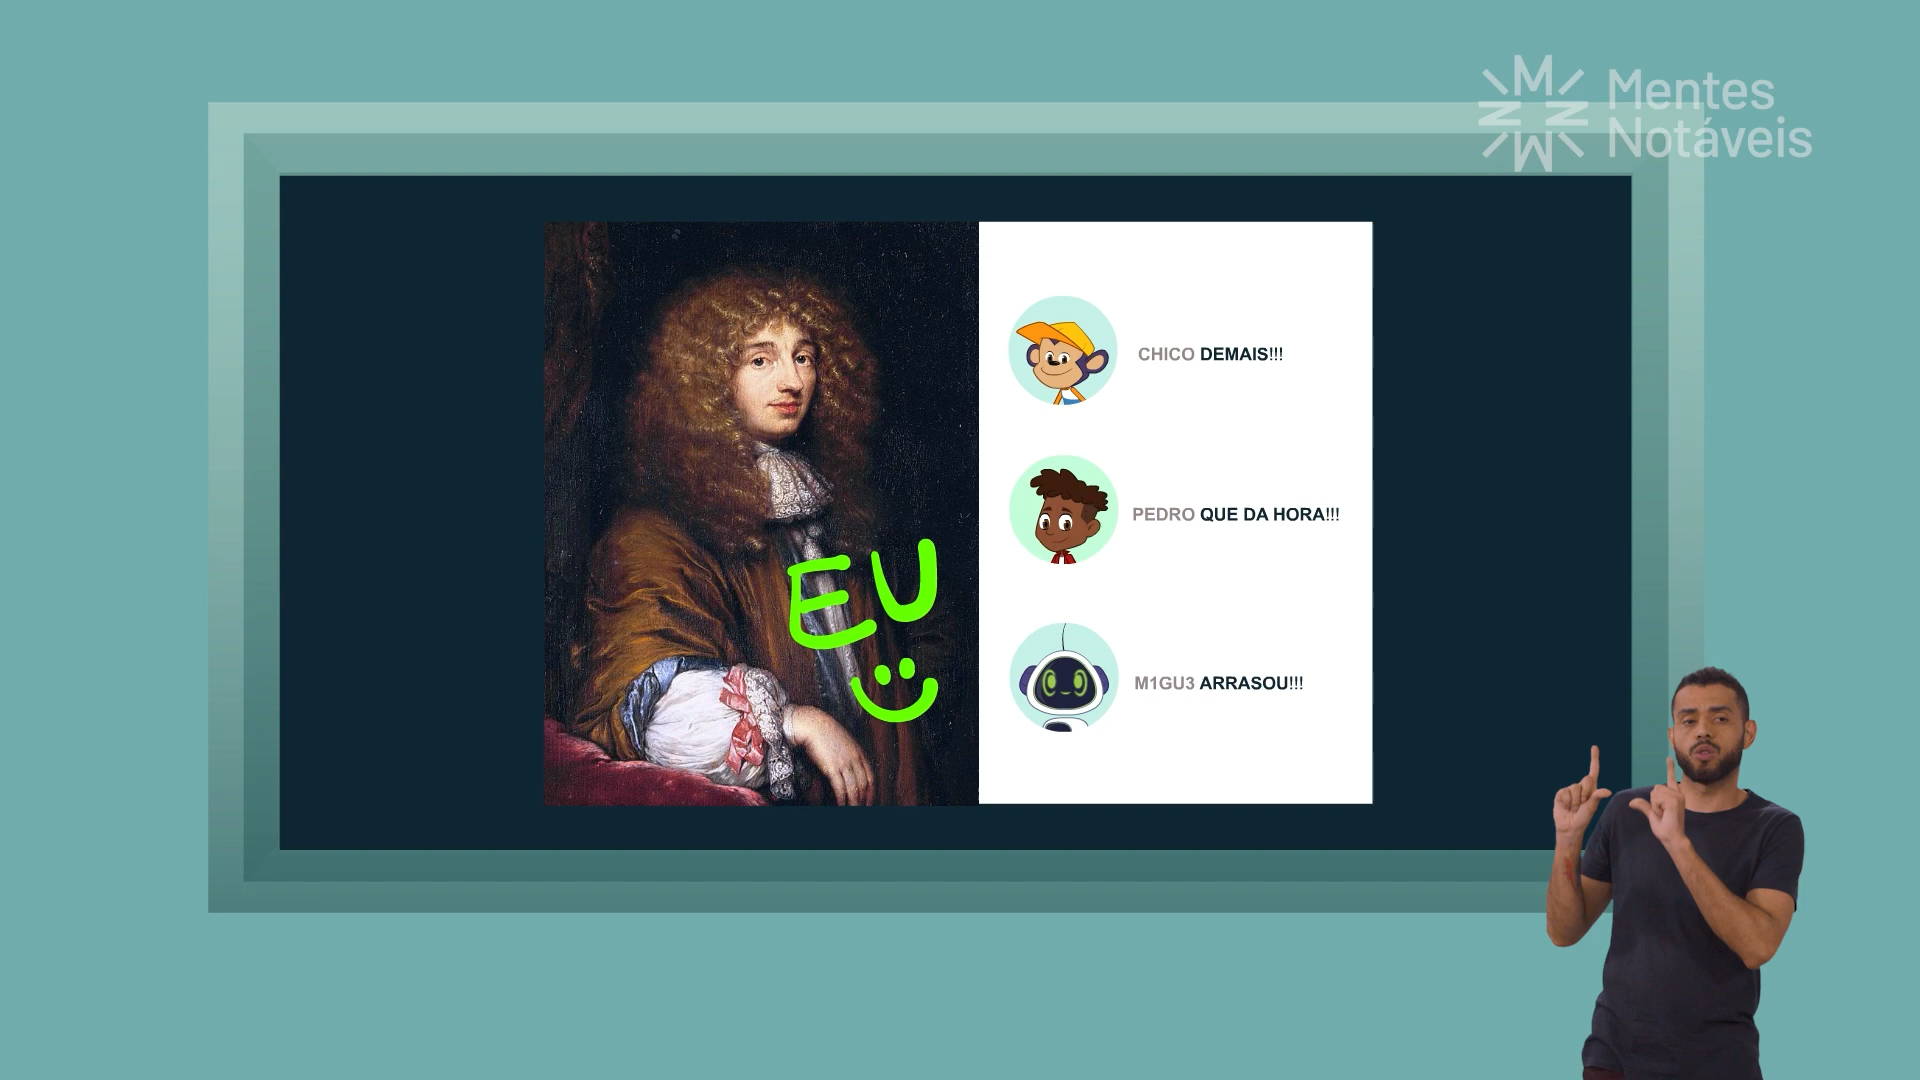 Mentes
Notáveis
CHICO DEMAIS!!!
PEDRO QUE DA HORA!!!
EU
M1GU3 ARRASOU!!!